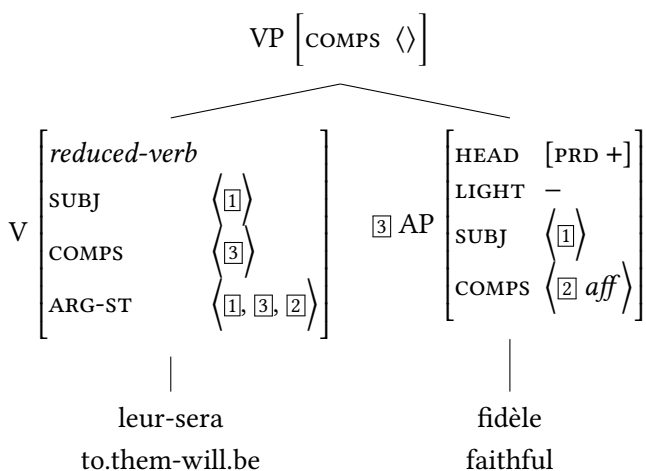 VP [COMPS ⟨⟩]
V [reduced-verb
SUBJ ⟨[1]⟩
COMPS ⟨[3]⟩
ARG-ST ⟨[1], [3], [2]⟩]
[3] AP [HEAD [PRD +]
LIGHT −
SUBJ ⟨[1]⟩
COMPS ⟨[2] aff⟩]
leur-sera
to.them-will.be
fidèle
faithful